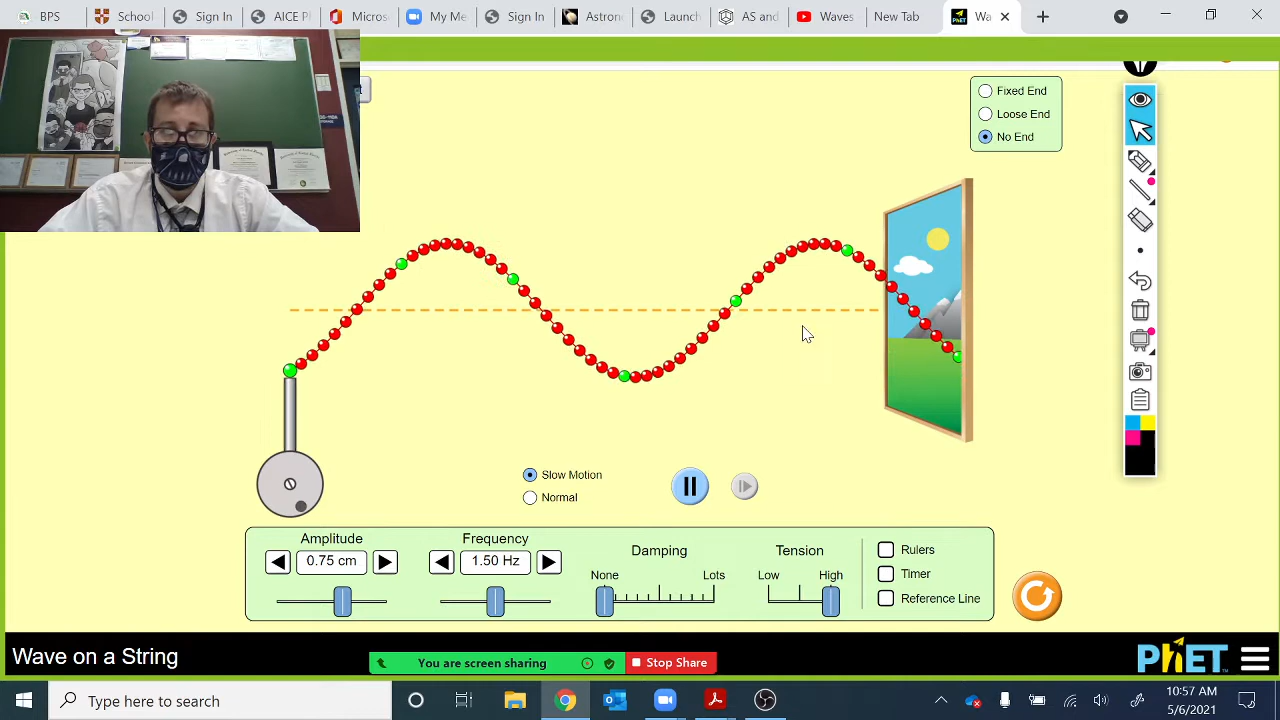 BPS
School
Sign In
AICE Pl
Micros
My Me
Sign In
Astron
Laun
AS and
Waves
New Tab
Wa
Fixed End
Loose End
No End
Slow Motion
Normal
Amplitude
0.75 cm
Frequency
1.50 Hz
Damping
None
Lots
Tension
Low
High
Rulers
Timer
Reference Line
Wave on a String
PhET
You are screen sharing
Stop Share
Type here to search
10:57 AM
5/6/2021